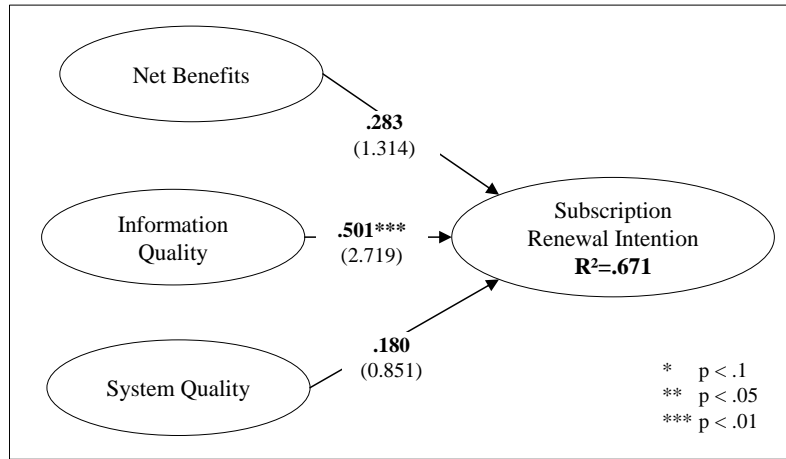 Net Benefits
.283
(1.314)
Information
Quality
.501***
(2.719)
Subscription
Renewal Intention
R²=.671
.180
(0.851)
System Quality
* p < .1
** p < .05
*** p < .01